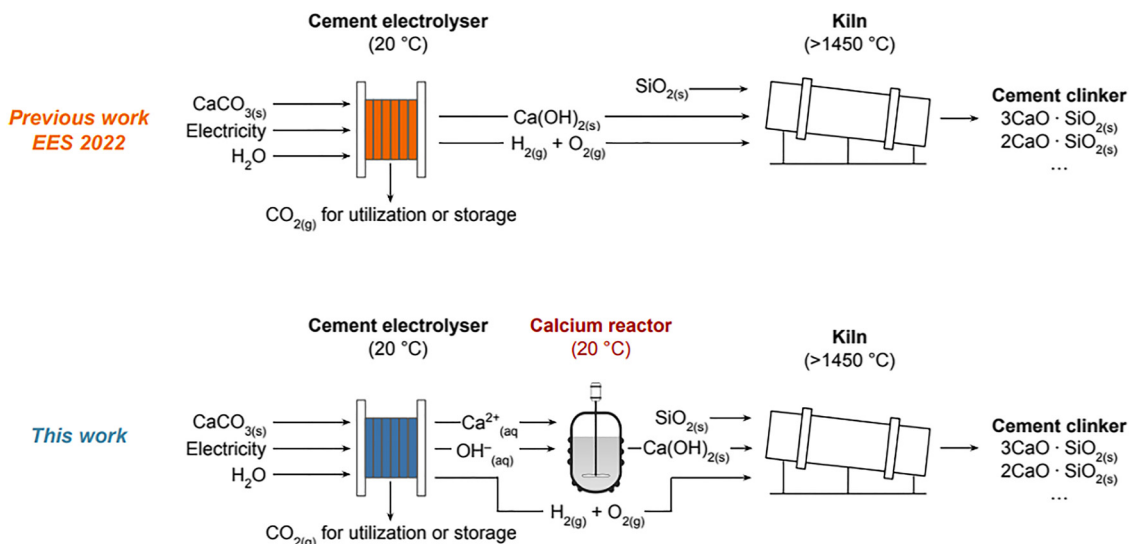 Cement electrolyser
(20 °C)
Kiln
(>1450 °C)
Previous work
EES 2022
CaCO3(s)
Electricity
H2O
SiO2(s)
Ca(OH)2(s)
H2(g) + O2(g)
Cement clinker
3CaO · SiO2(s)
2CaO · SiO2(s)
...
CO2(g) for utilization or storage
Cement electrolyser
(20 °C)
Calcium reactor
(20 °C)
Kiln
(>1450 °C)
This work
CaCO3(s)
Electricity
H2O
Ca2+(aq
OH−(aq)
SiO2(s)
Ca(OH)2(s)
H2(g) + O2(g)
Cement clinker
3CaO · SiO2(s)
2CaO · SiO2(s)
...
CO2(g) for utilization or storage